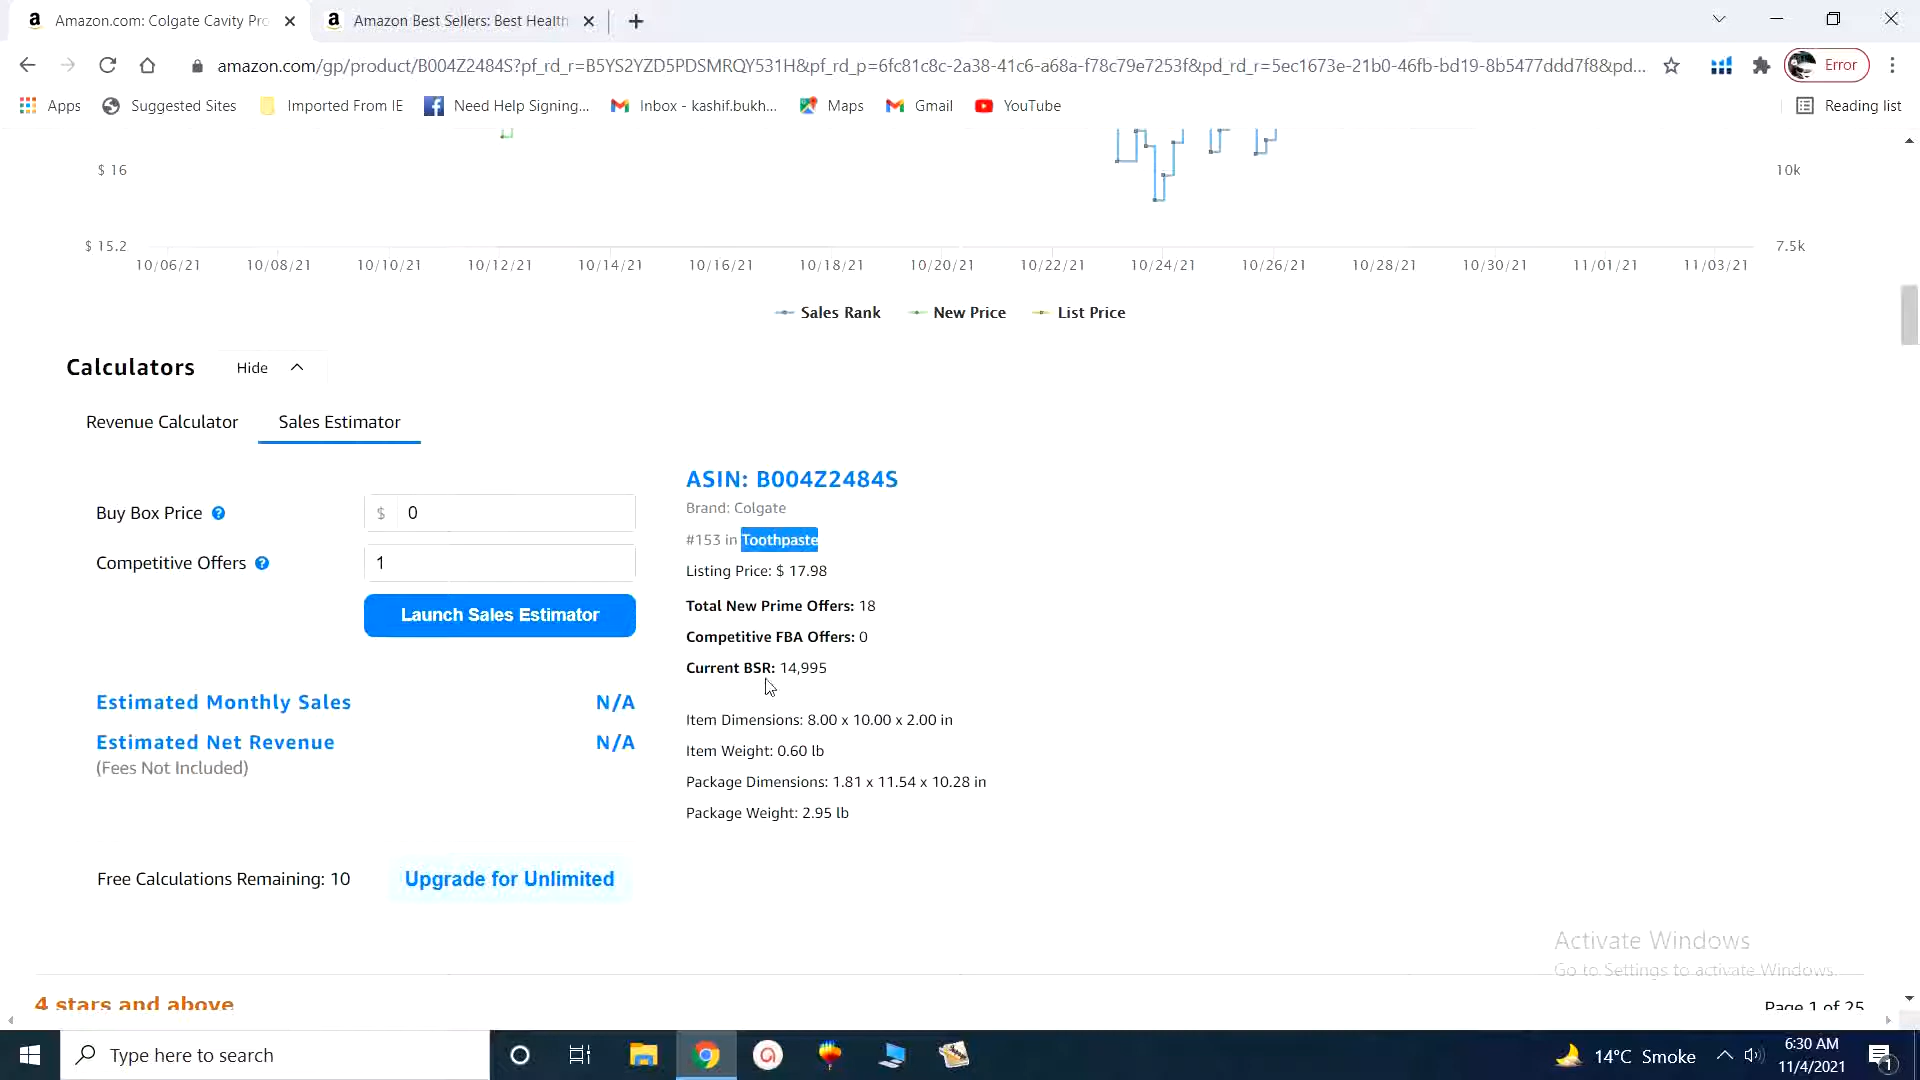 Amazon.com: Colgate Cavity Pro
Amazon Best Sellers: Best Health
amazon.com/gp/product/B004Z2484S?pf_rd_r=B5YS2YZD5PDSMRQY531H&pf_rd_p=6fc81c8c-2a38-41c6-a68a-f78c79e7253f&pd_rd_r=5ec1673e-21b0-46fb-bd19-8b5477ddd7f8&pd...
Error
Apps
Suggested Sites
Imported From IE
Need Help Signing...
Inbox - kashif.bukh...
Maps
Gmail
YouTube
Reading list
$ 16
10k
$ 15.2
7.5k
10/06/21 10/08/21 10/10/21 10/12/21 10/14/21 10/16/21 10/18/21 10/20/21 10/22/21 10/24/21 10/26/21 10/28/21 10/30/21 11/01/21 11/03/21
Sales Rank New Price List Price
Calculators Hide
Revenue Calculator Sales Estimator
Buy Box Price ? $ 0
Competitive Offers ? 1
Launch Sales Estimator
Estimated Monthly Sales N/A
Estimated Net Revenue N/A
(Fees Not Included)
Free Calculations Remaining: 10 Upgrade for Unlimited
ASIN: B004Z2484S
Brand: Colgate
#153 in Toothpaste
Listing Price: $ 17.98
Total New Prime Offers: 18
Competitive FBA Offers: 0
Current BSR: 14,995
Item Dimensions: 8.00 x 10.00 x 2.00 in
Item Weight: 0.60 lb
Package Dimensions: 1.81 x 11.54 x 10.28 in
Package Weight: 2.95 lb
Activate Windows
Go to Settings to activate Windows.
4 stars and above
Page 1 of 25
Type here to search
14°C Smoke
6:30 AM
11/4/2021
1